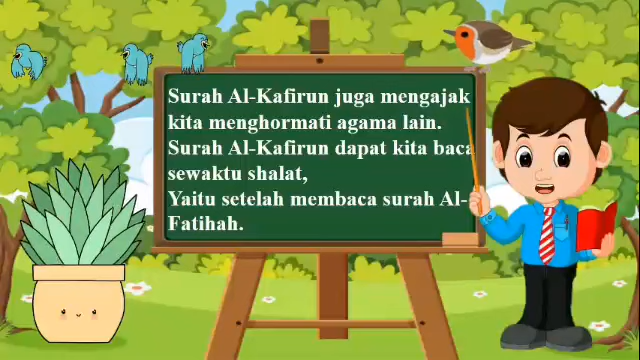 Surah Al-Kafirun juga mengajak
kita menghormati agama lain.
Surah Al-Kafirun dapat kita baca
sewaktu shalat,
Yaitu setelah membaca surah Al-
Fatihah.